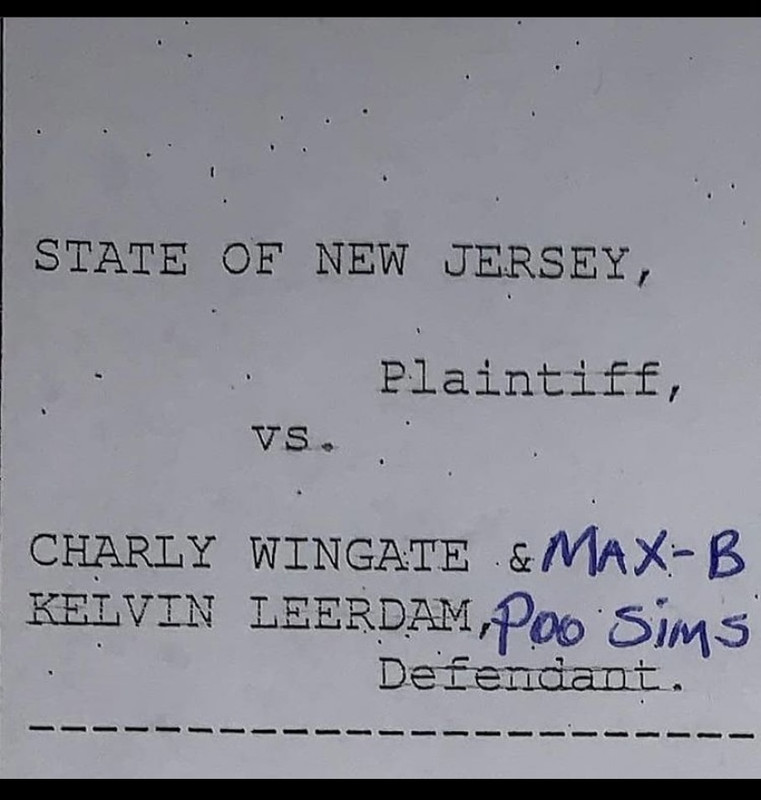 STATE OF NEW JERSEY,
Plaintiff,
vs.
CHARLY WINGATE & MAX-B
KELVIN LEERDAM, Poo Sims
Defendant.